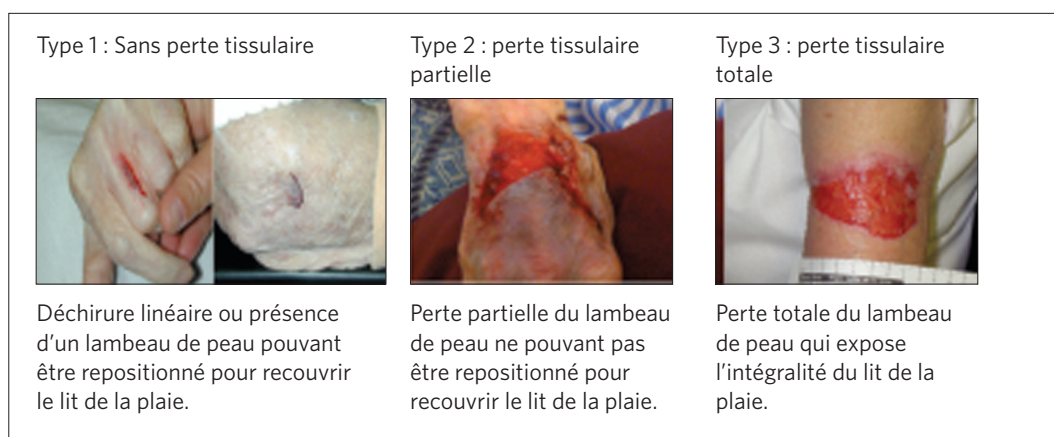 Type 1 : Sans perte tissulaire
Type 2 : perte tissulaire
partielle
Type 3 : perte tissulaire
totale
Déchirure linéaire ou présence
d'un lambeau de peau pouvant
être repositionné pour recouvrir
le lit de la plaie.
Perte partielle du lambeau
de peau ne pouvant pas
être repositionné pour
recouvrir le lit de la plaie.
Perte totale du lambeau
de peau qui expose
l'intégralité du lit de la
plaie.